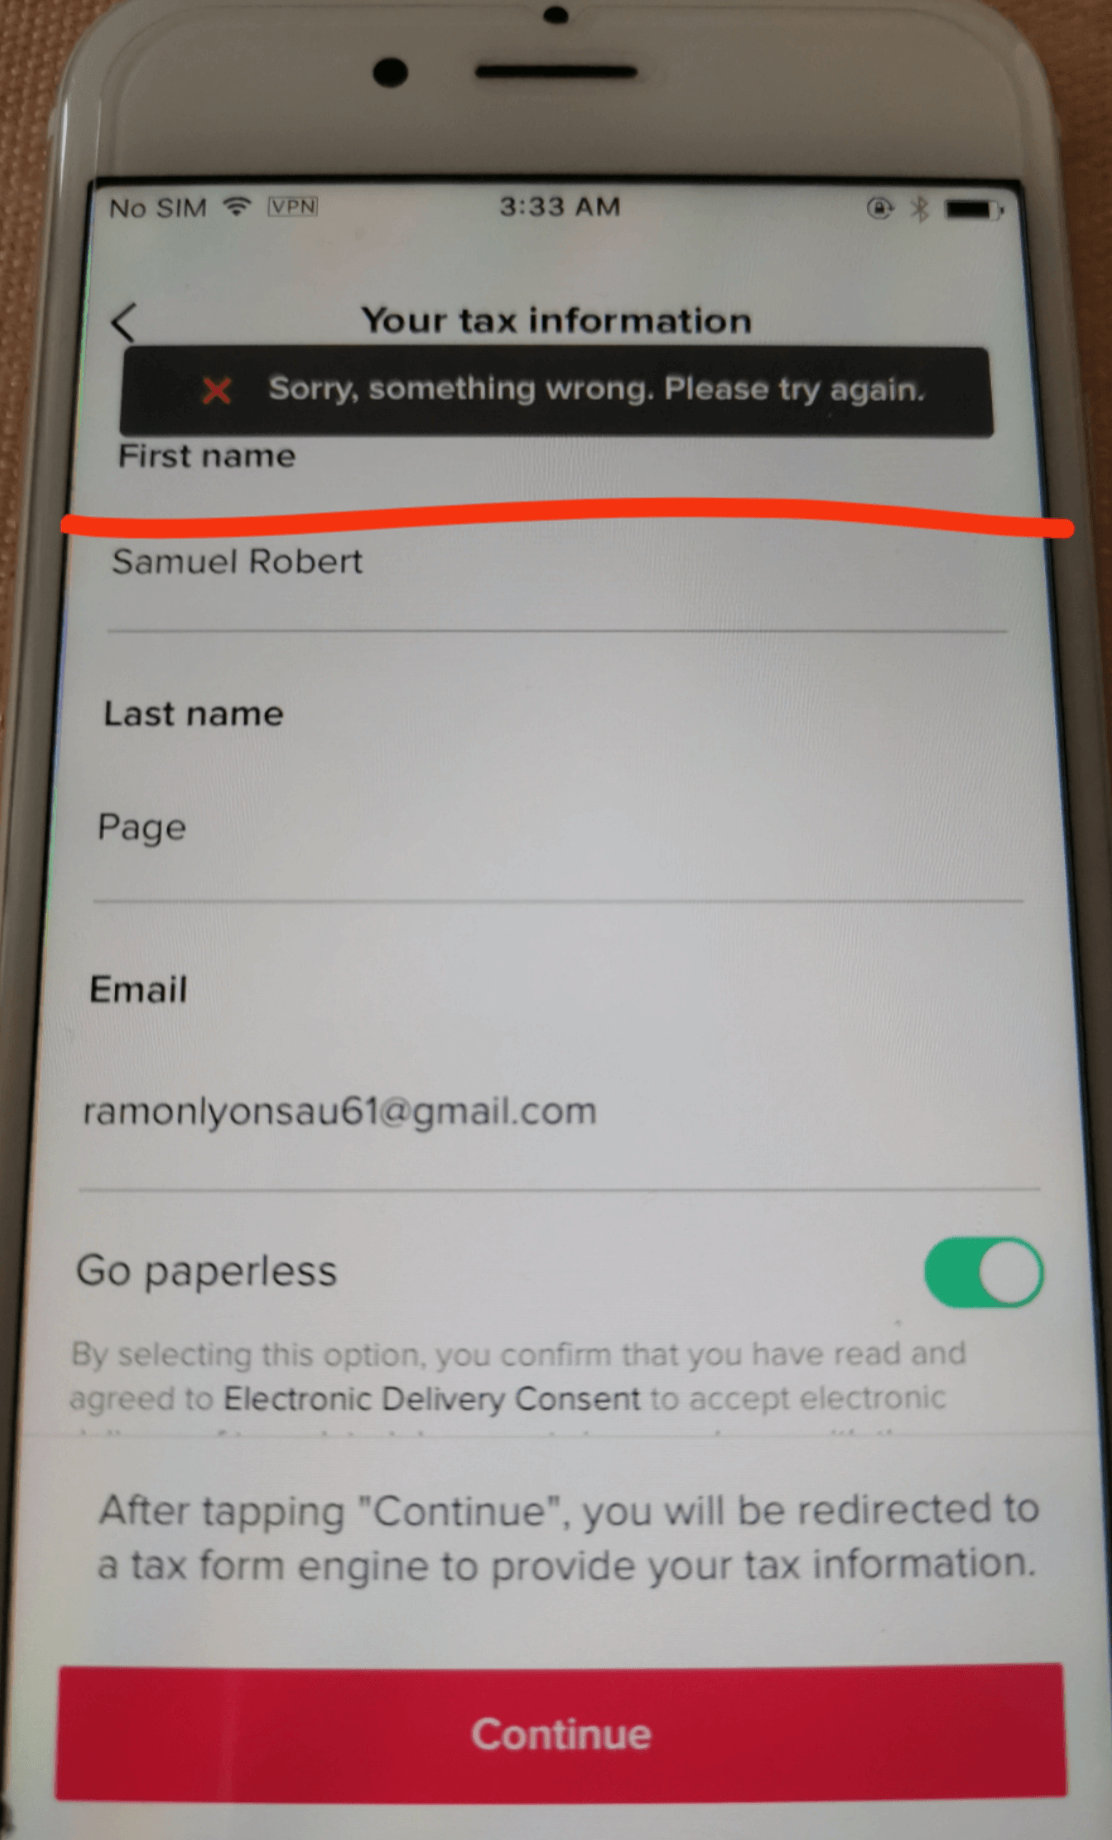 No SIM VPN 3:33 AM
Your tax information
Sorry, something wrong. Please try again.
First name
Samuel Robert
Last name
Page
Email
ramonlyonsau61@gmail.com
Go paperless
By selecting this option, you confirm that you have read and
agreed to Electronic Delivery Consent to accept electronic
After tapping "Continue", you will be redirected to
a tax form engine to provide your tax information.
Continue